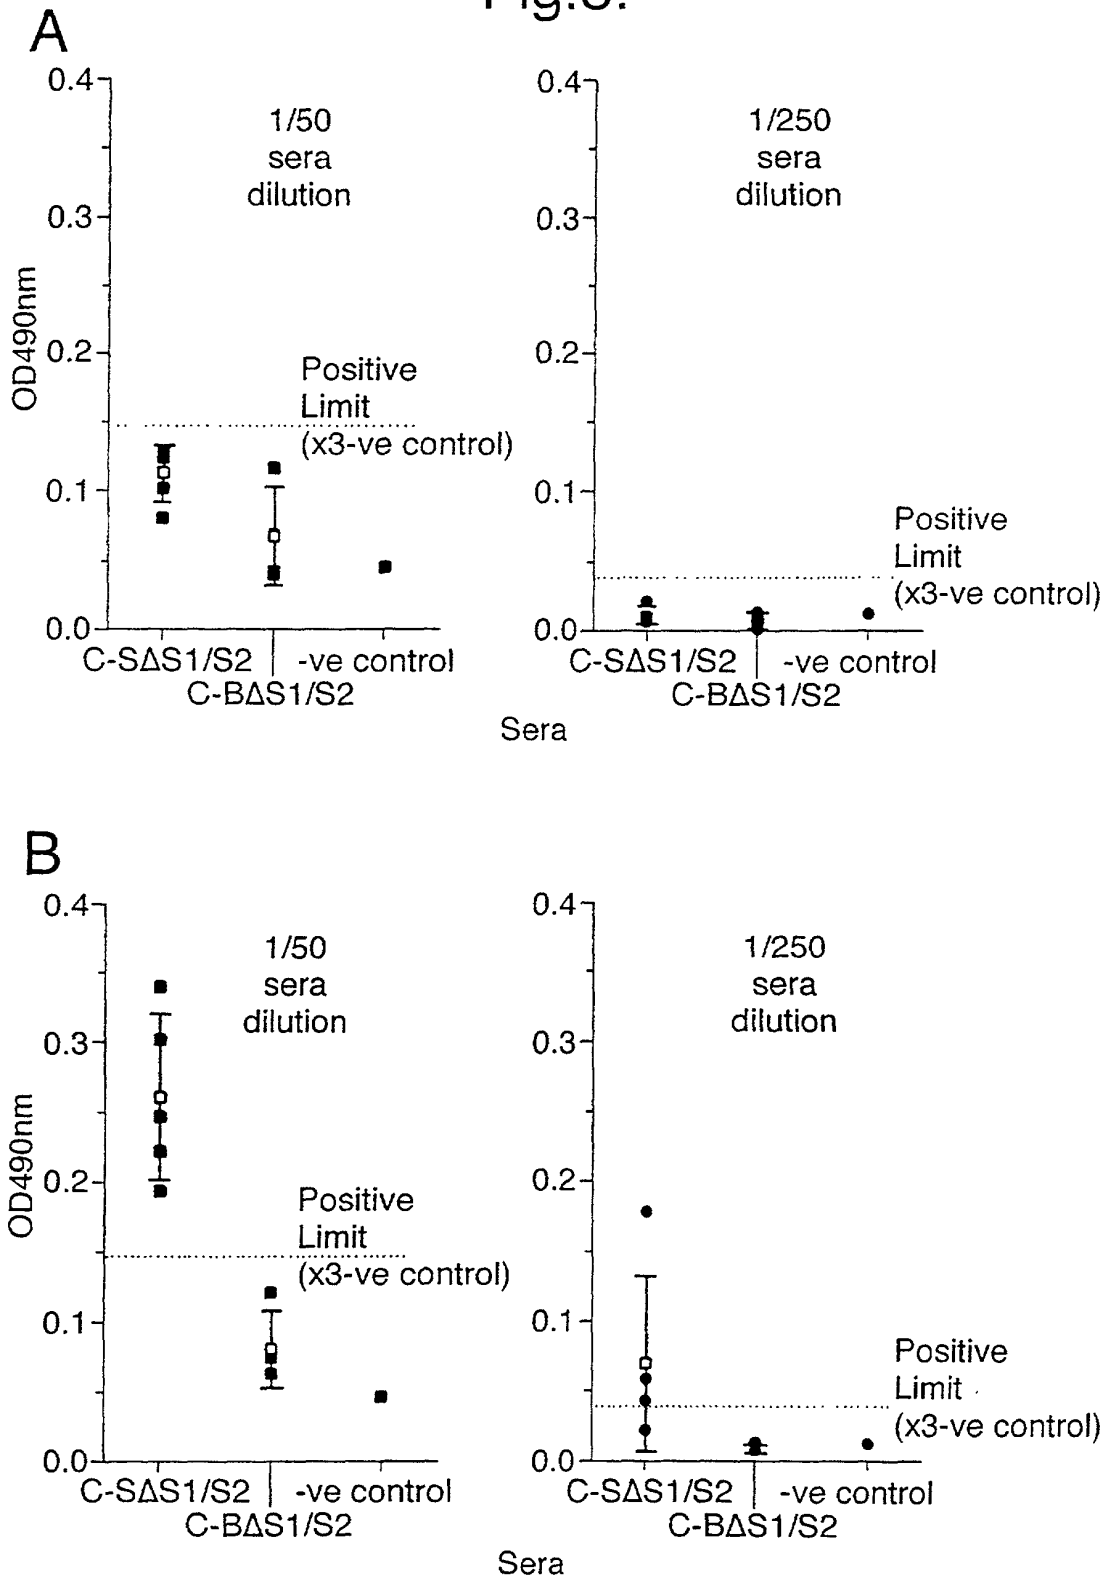 Fig.8.
A
0.4
0.3
0.2
0.1
0.0
OD490nm
1/50
sera
dilution
Positive
Limit
(x3-ve control)
C-SΔS1/S2
-ve control
C-BΔS1/S2
0.4
0.3
0.2
0.1
0.0
1/250
sera
dilution
Positive
Limit
(x3-ve control)
C-SΔS1/S2
-ve control
C-BΔS1/S2
Sera
B
0.4
0.3
0.2
0.1
0.0
OD490nm
1/50
sera
dilution
Positive
Limit
(x3-ve control)
C-SΔS1/S2
-ve control
C-BΔS1/S2
0.4
0.3
0.2
0.1
0.0
1/250
sera
dilution
Positive
Limit
(x3-ve control)
C-SΔS1/S2
-ve control
C-BΔS1/S2
Sera